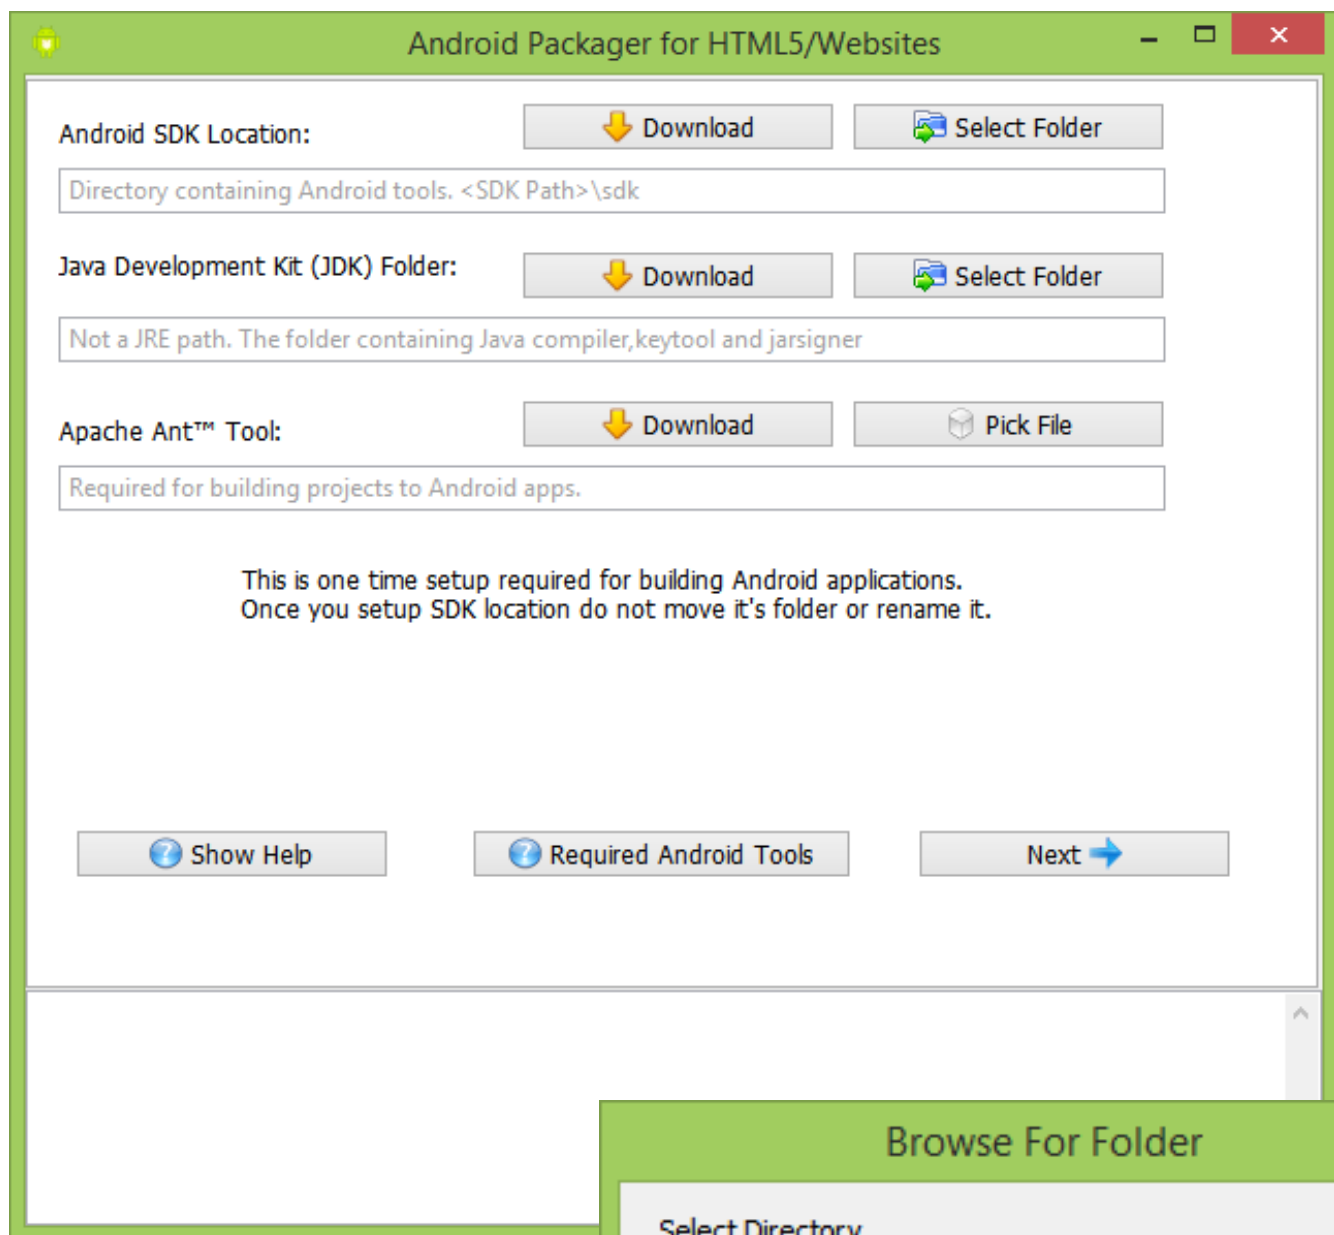 Android Packager for HTML5/Websites
Android SDK Location:
Download
Select Folder
Directory containing Android tools. <SDK Path>\sdk
Java Development Kit (JDK) Folder:
Download
Select Folder
Not a JRE path. The folder containing Java compiler,keytool and jarsigner
Apache Ant™ Tool:
Download
Pick File
Required for building projects to Android apps.
This is one time setup required for building Android applications.
Once you setup SDK location do not move it's folder or rename it.
Show Help
Required Android Tools
Next
Browse For Folder
Select Directory